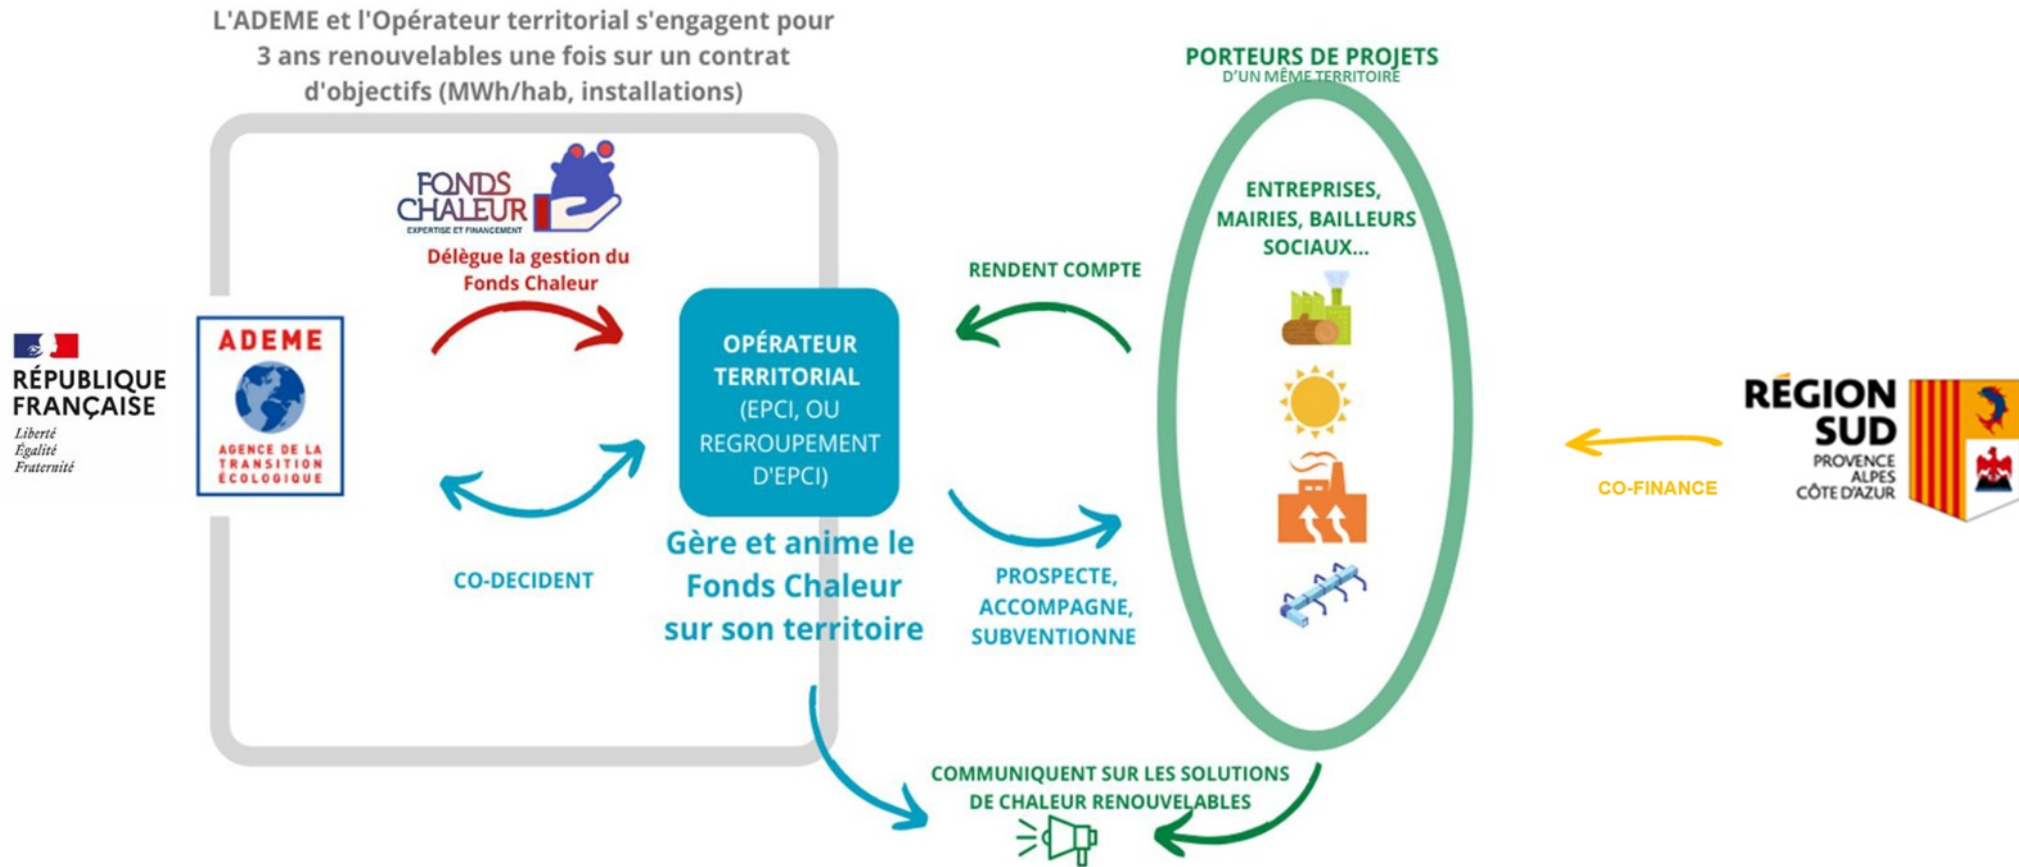 L'ADEME et l'Opérateur territorial s'engagent pour
3 ans renouvelables une fois sur un contrat
d'objectifs (MWh/hab, installations)
PORTEURS DE PROJETS
D'UN MÊME TERRITOIRE
FONDS
CHALEUR
EXPERTISE ET FINANCEMENT
Délègue la gestion du
Fonds Chaleur
ENTREPRISES,
MAIRIES, BAILLEURS
SOCIAUX...
RENDENT COMPTE
RÉPUBLIQUE
FRANÇAISE
Liberté
Égalité
Fraternité
ADEME
AGENCE DE LA
TRANSITION
ÉCOLOGIQUE
OPÉRATEUR
TERRITORIAL
(EPCI, OU
REGROUPEMENT
D'EPCI)
Gère et anime le
Fonds Chaleur
sur son territoire
CO-DECIDENT
PROSPECTE,
ACCOMPAGNE,
SUBVENTIONNE
CO-FINANCE
RÉGION
SUD
PROVENCE
ALPES
CÔTE D'AZUR
COMMUNIQUENT SUR LES SOLUTIONS
DE CHALEUR RENOUVELABLES